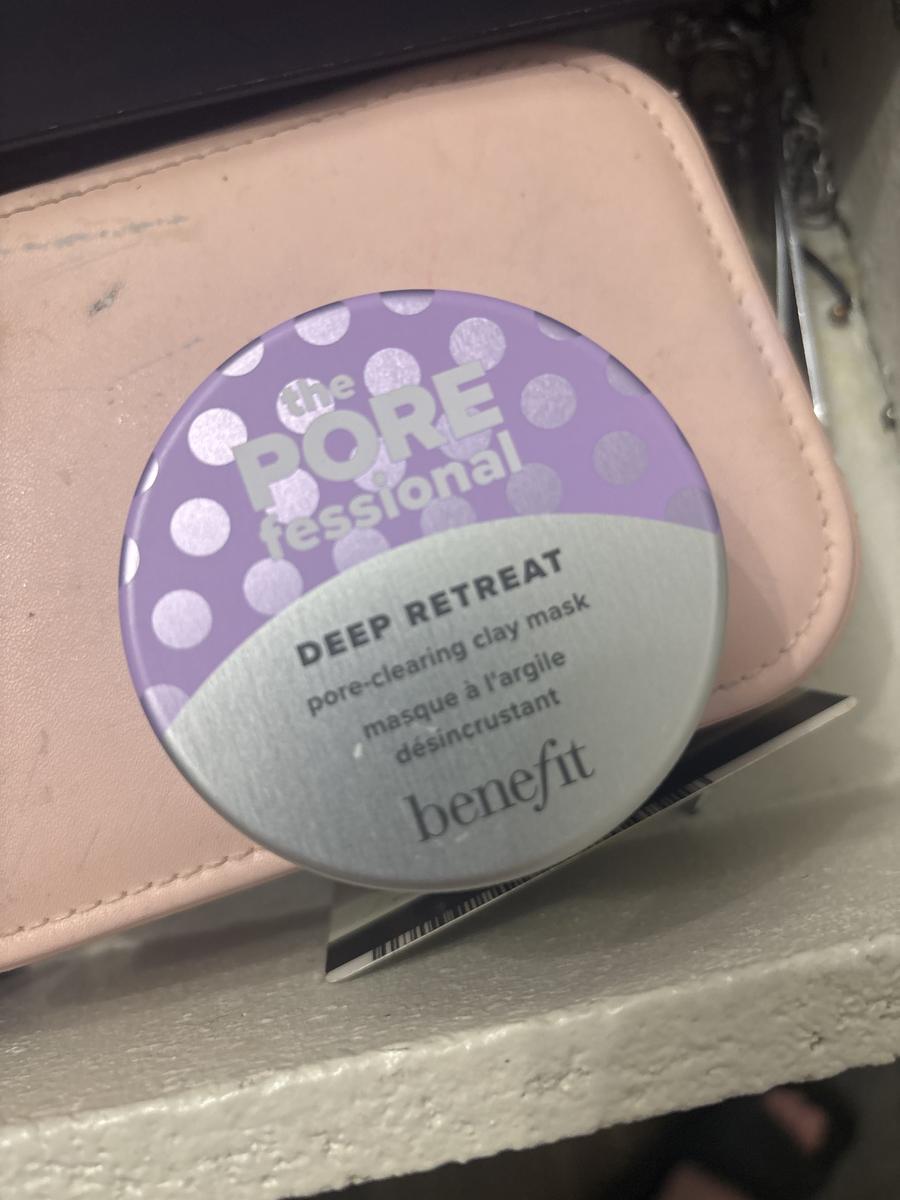 the
PORE
fessional
DEEP RETREAT
pore-clearing clay mask
masque à l'argile
désincrustant
benefit